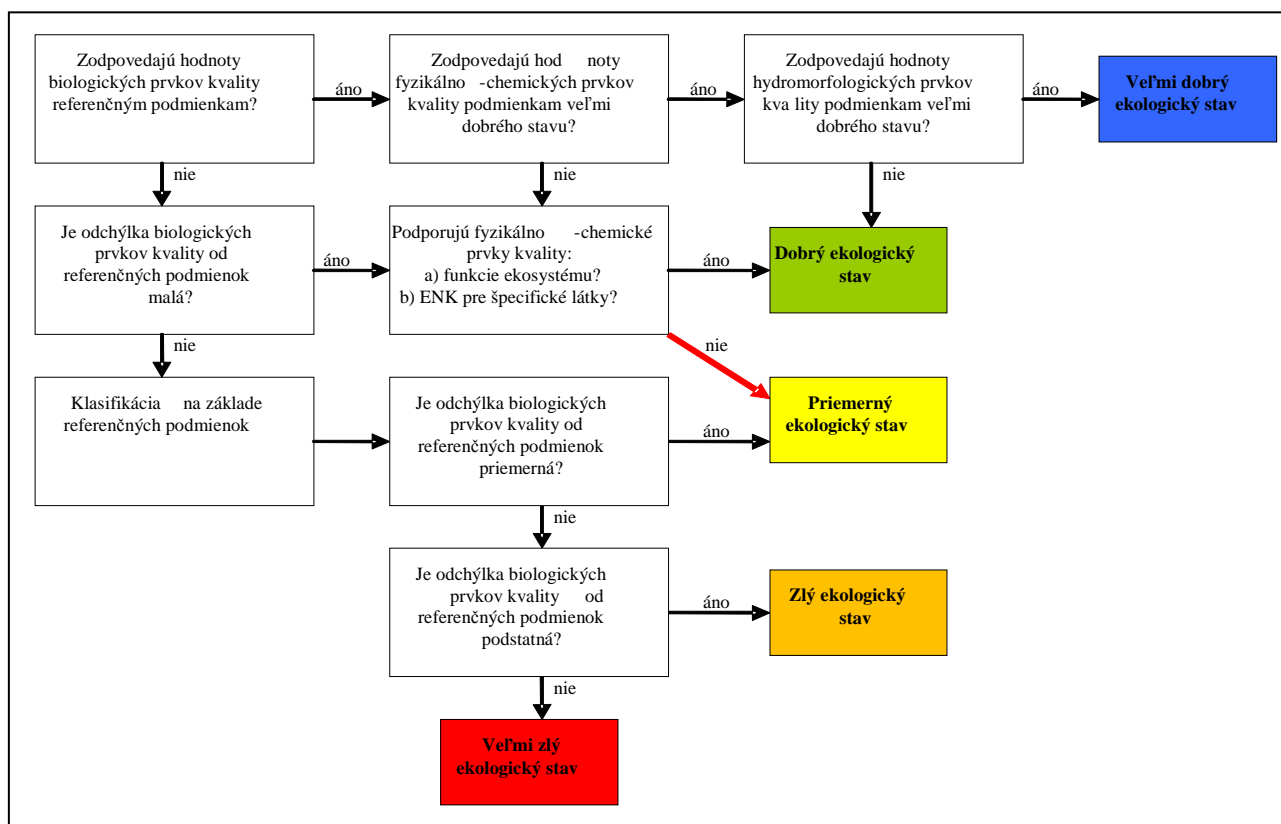 Zodpovedajú hodnoty
biologických prvkov kvality
referenčným podmienkam?
áno
Zodpovedajú hod noty
fyzikálno -chemických prvkov
kvality podmienkam veľmi
dobrého stavu?
áno
Zodpovedajú hodnoty
hydromorfologických prvkov
kva lity podmienkam veľmi
dobrého stavu?
áno
Veľmi dobrý
ekologický stav
nie
nie
nie
Je odchýlka biologických
prvkov kvality od
referenčných podmienok
malá?
áno
Podporujú fyzikálno -chemické
prvky kvality:
a) funkcie ekosystému?
b) ENK pre špecifické látky?
áno
Dobrý ekologický
stav
nie
nie
Klasifikácia na základe
referenčných podmienok
Je odchýlka biologických
prvkov kvality od
referenčných podmienok
priemerná?
áno
Priemerný
ekologický stav
nie
Je odchýlka biologických
prvkov kvality od
referenčných podmienok
podstatná?
áno
Zlý ekologický
stav
nie
Veľmi zlý
ekologický stav